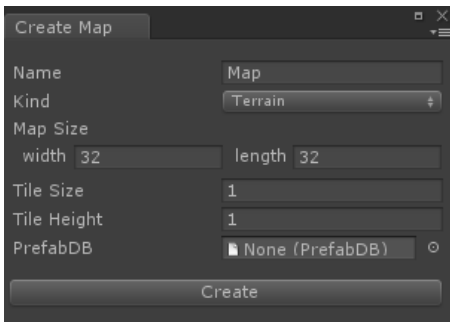 Create Map
Name Map
Kind Terrain
Map Size
width 32 length 32
Tile Size 1
Tile Height 1
PrefabDB None (PrefabDB)
Create